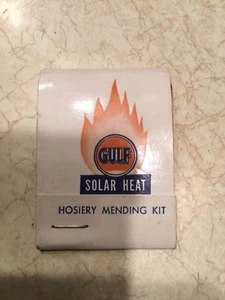 GULF
SOLAR HEAT
HOSIERY MENDING KIT